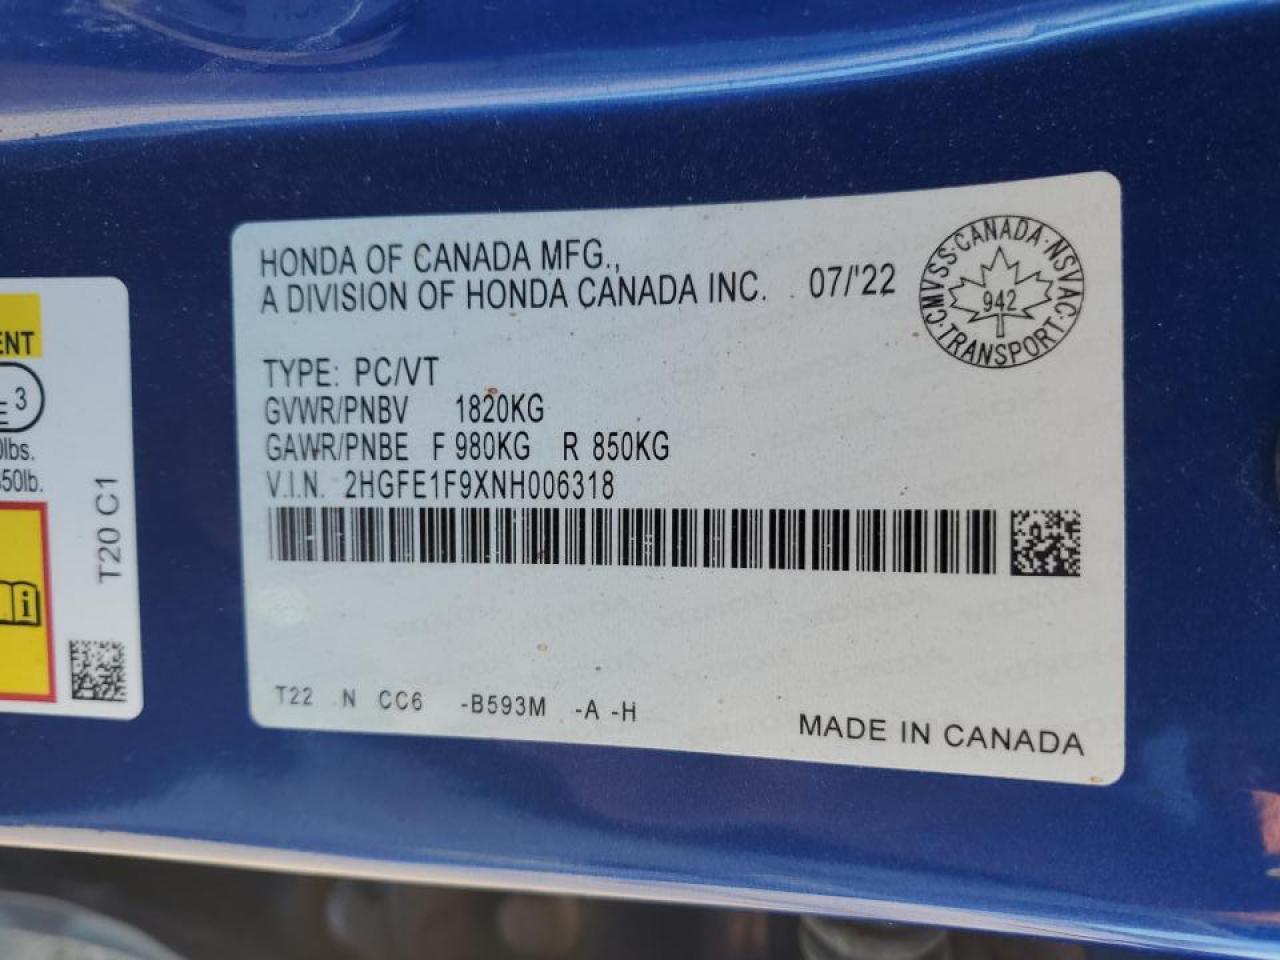 HONDA OF CANADA MFG.,
A DIVISION OF HONDA CANADA INC. 07/'22
CMVSS·CANADA·NSVAC·TRANSPORT·
942
TYPE: PC/VT
GVWR/PNBV 1820KG
GAWR/PNBE F 980KG R 850KG
V.I.N. 2HGFE1F9XNH006318
T22 N CC6 -B593M -A -H
MADE IN CANADA
ENT
E 3
0lbs.
50lb.
T20 C1
i